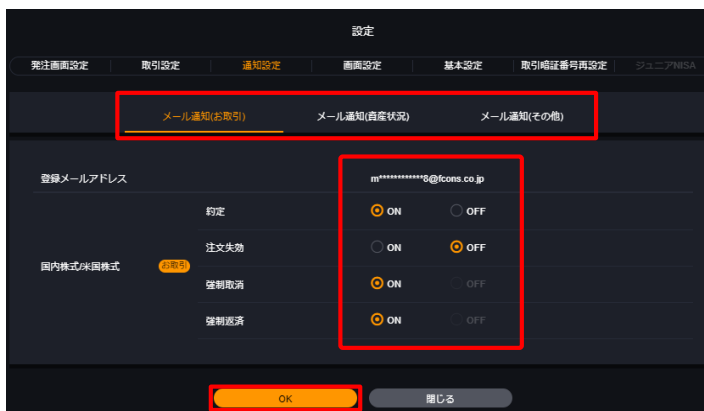 設定
発注画面設定 取引設定 通知設定 画面設定 基本設定 取引暗証番号再設定 ジュニアNISA
メール通知(お取引) メール通知(資産状況) メール通知(その他)
登録メールアドレス m************8@fcons.co.jp
約定 ON OFF
注文失効 ON OFF
国内株式/米国株式 お取引
強制取消 ON OFF
強制返済 ON OFF
OK 閉じる